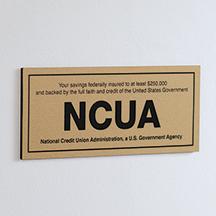 Your savings federally insured to at least $250,000
and backed by the full faith and credit of the United States Government
NCUA
National Credit Union Administration, a U.S. Government Agency